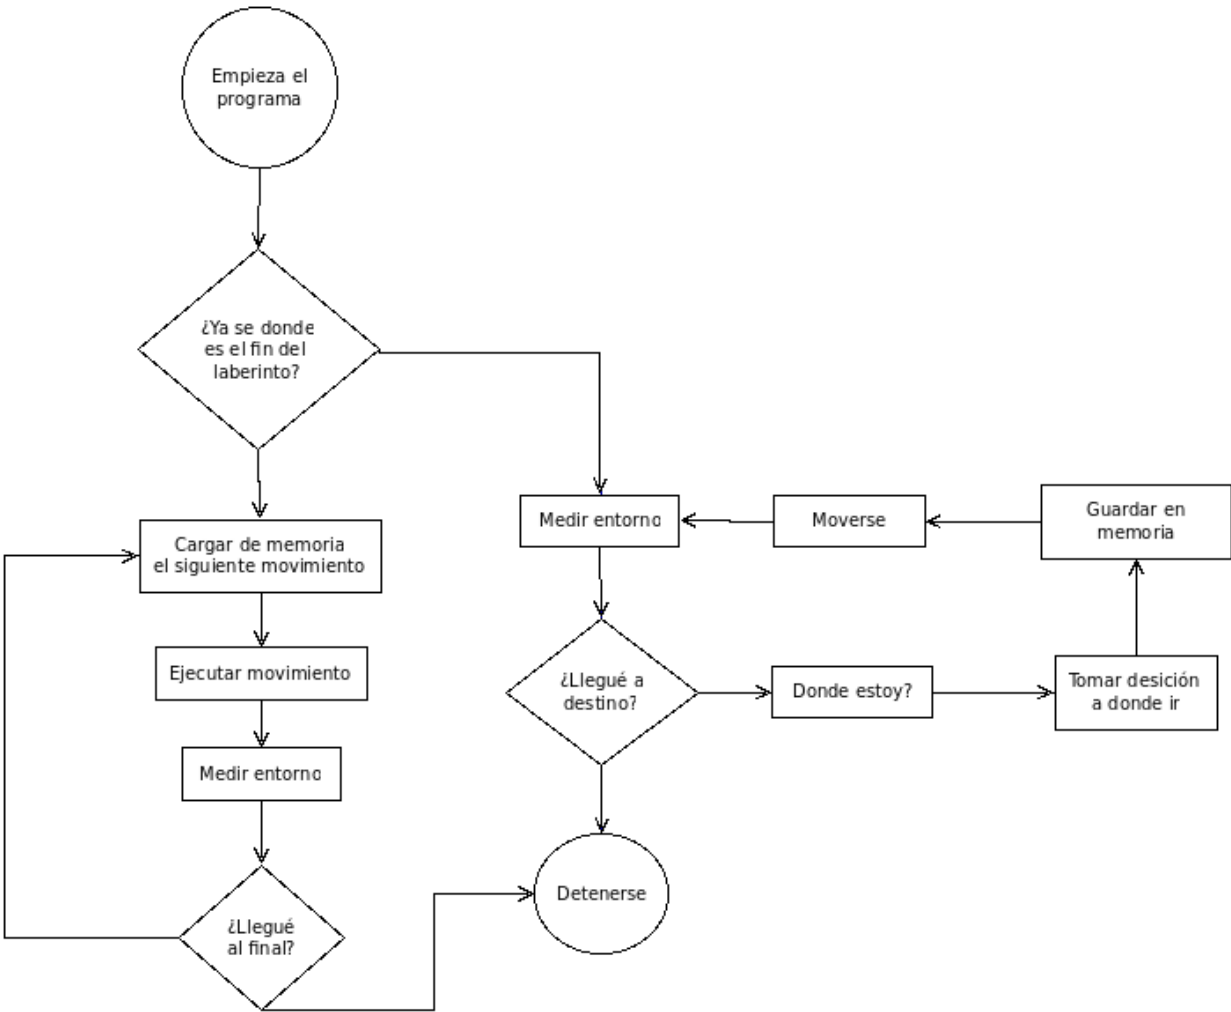 Empieza el
programa
¿Ya se donde
es el fin del
laberinto?
Cargar de memoria
el siguiente movimiento
Ejecutar movimiento
Medir entorno
¿Llegué
al final?
Medir entorno
Moverse
Guardar en
memoria
¿Llegué a
destino?
Donde estoy?
Tomar desición
a donde ir
Detenerse